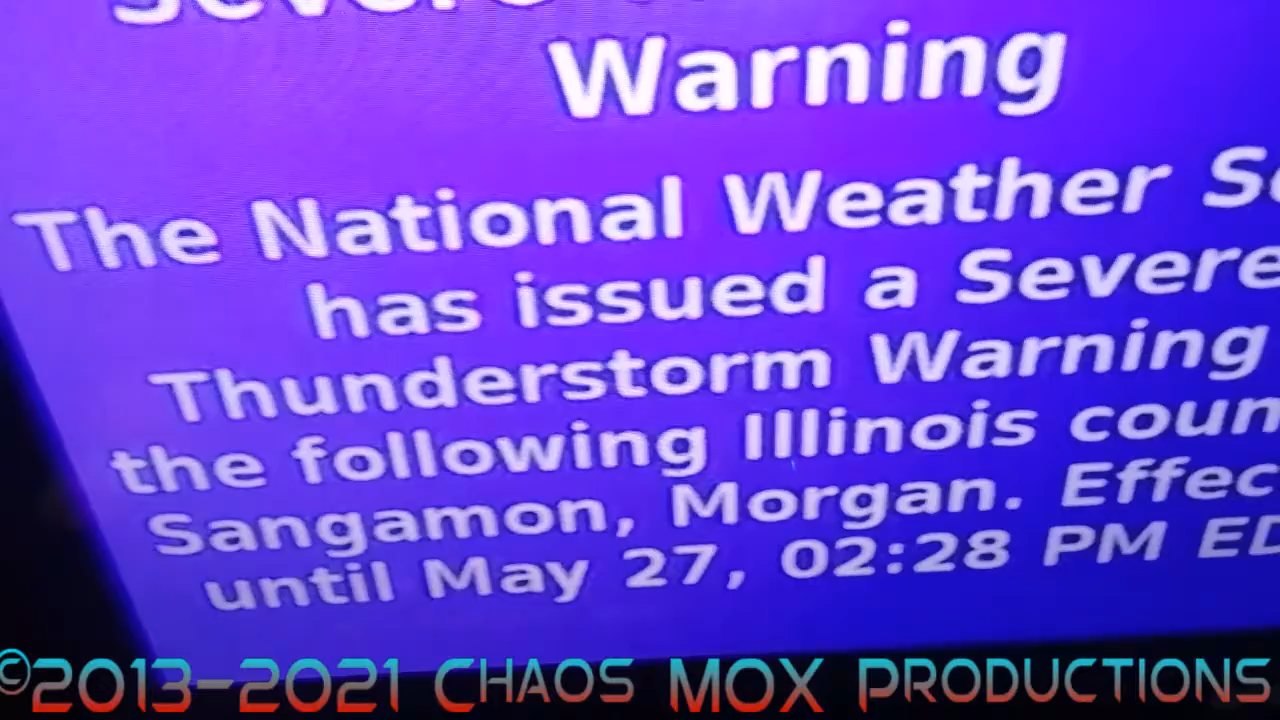 Severe
Warning
The National Weather
has issued a Severe
Thunderstorm Warning
the following Illinois
Sangamon, Morgan.
until May 27, 02:28 PM
©2013-2021 Chaos Mox Productions